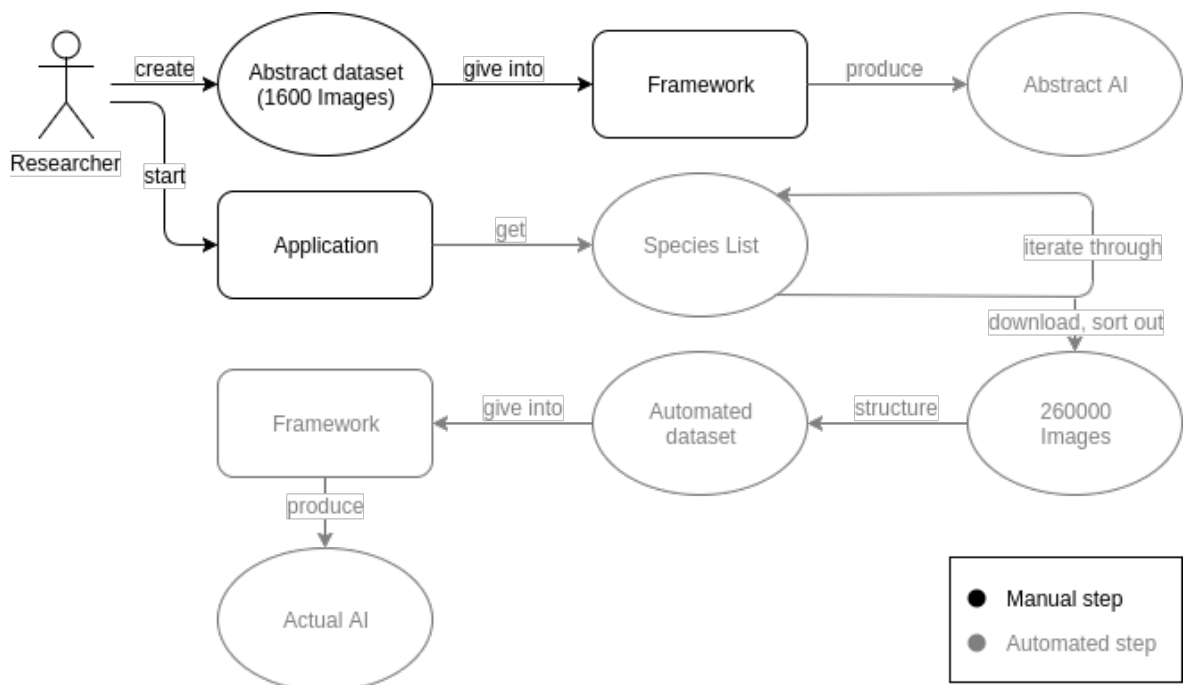 create
Abstract dataset
(1600 Images)
give into
Framework
produce
Abstract AI
Researcher
start
Application
get
Species List
iterate through
download, sort out
Framework
give into
Automated
dataset
structure
260000
Images
produce
Actual AI
Manual step
Automated step